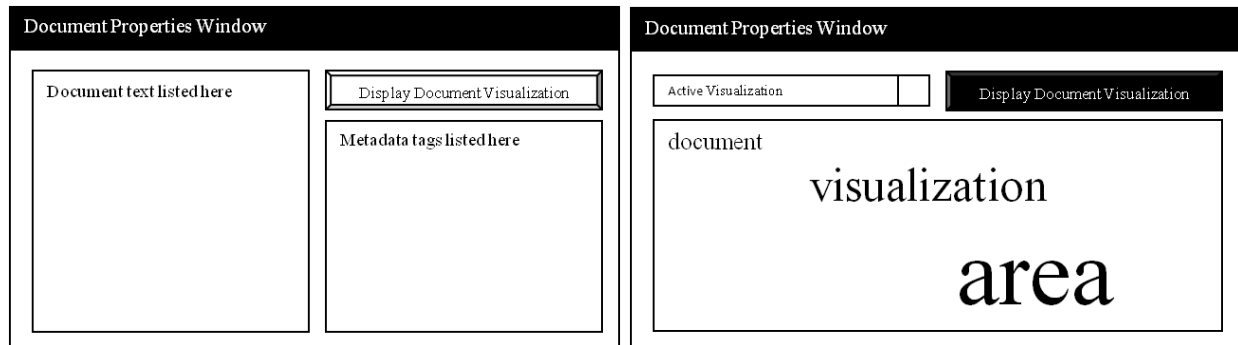 Document Properties Window
Document text listed here
Display Document Visualization
Metadata tags listed here
Document Properties Window
Active Visualization
Display Document Visualization
document
visualization
area